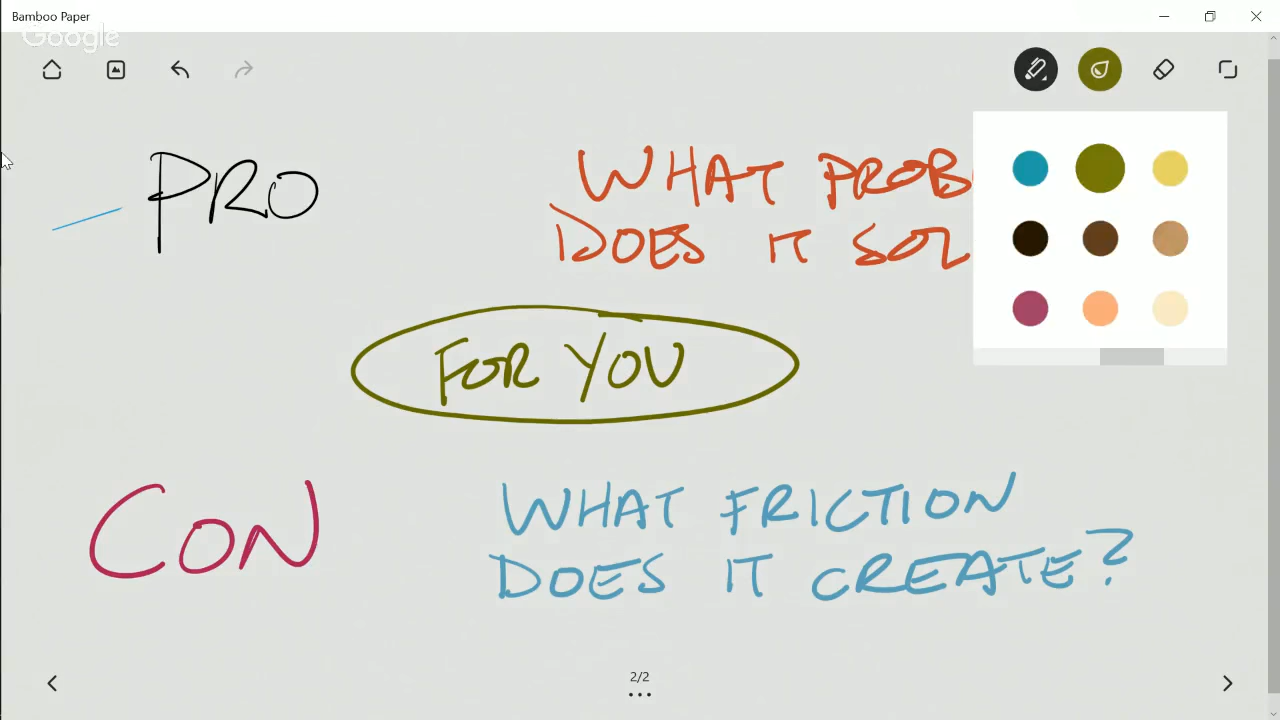 Bamboo Paper
Google
PRO
WHAT PROB
DOES IT SOL
FOR YOU
CON
WHAT FRICTION
DOES IT CREATE?
2/2